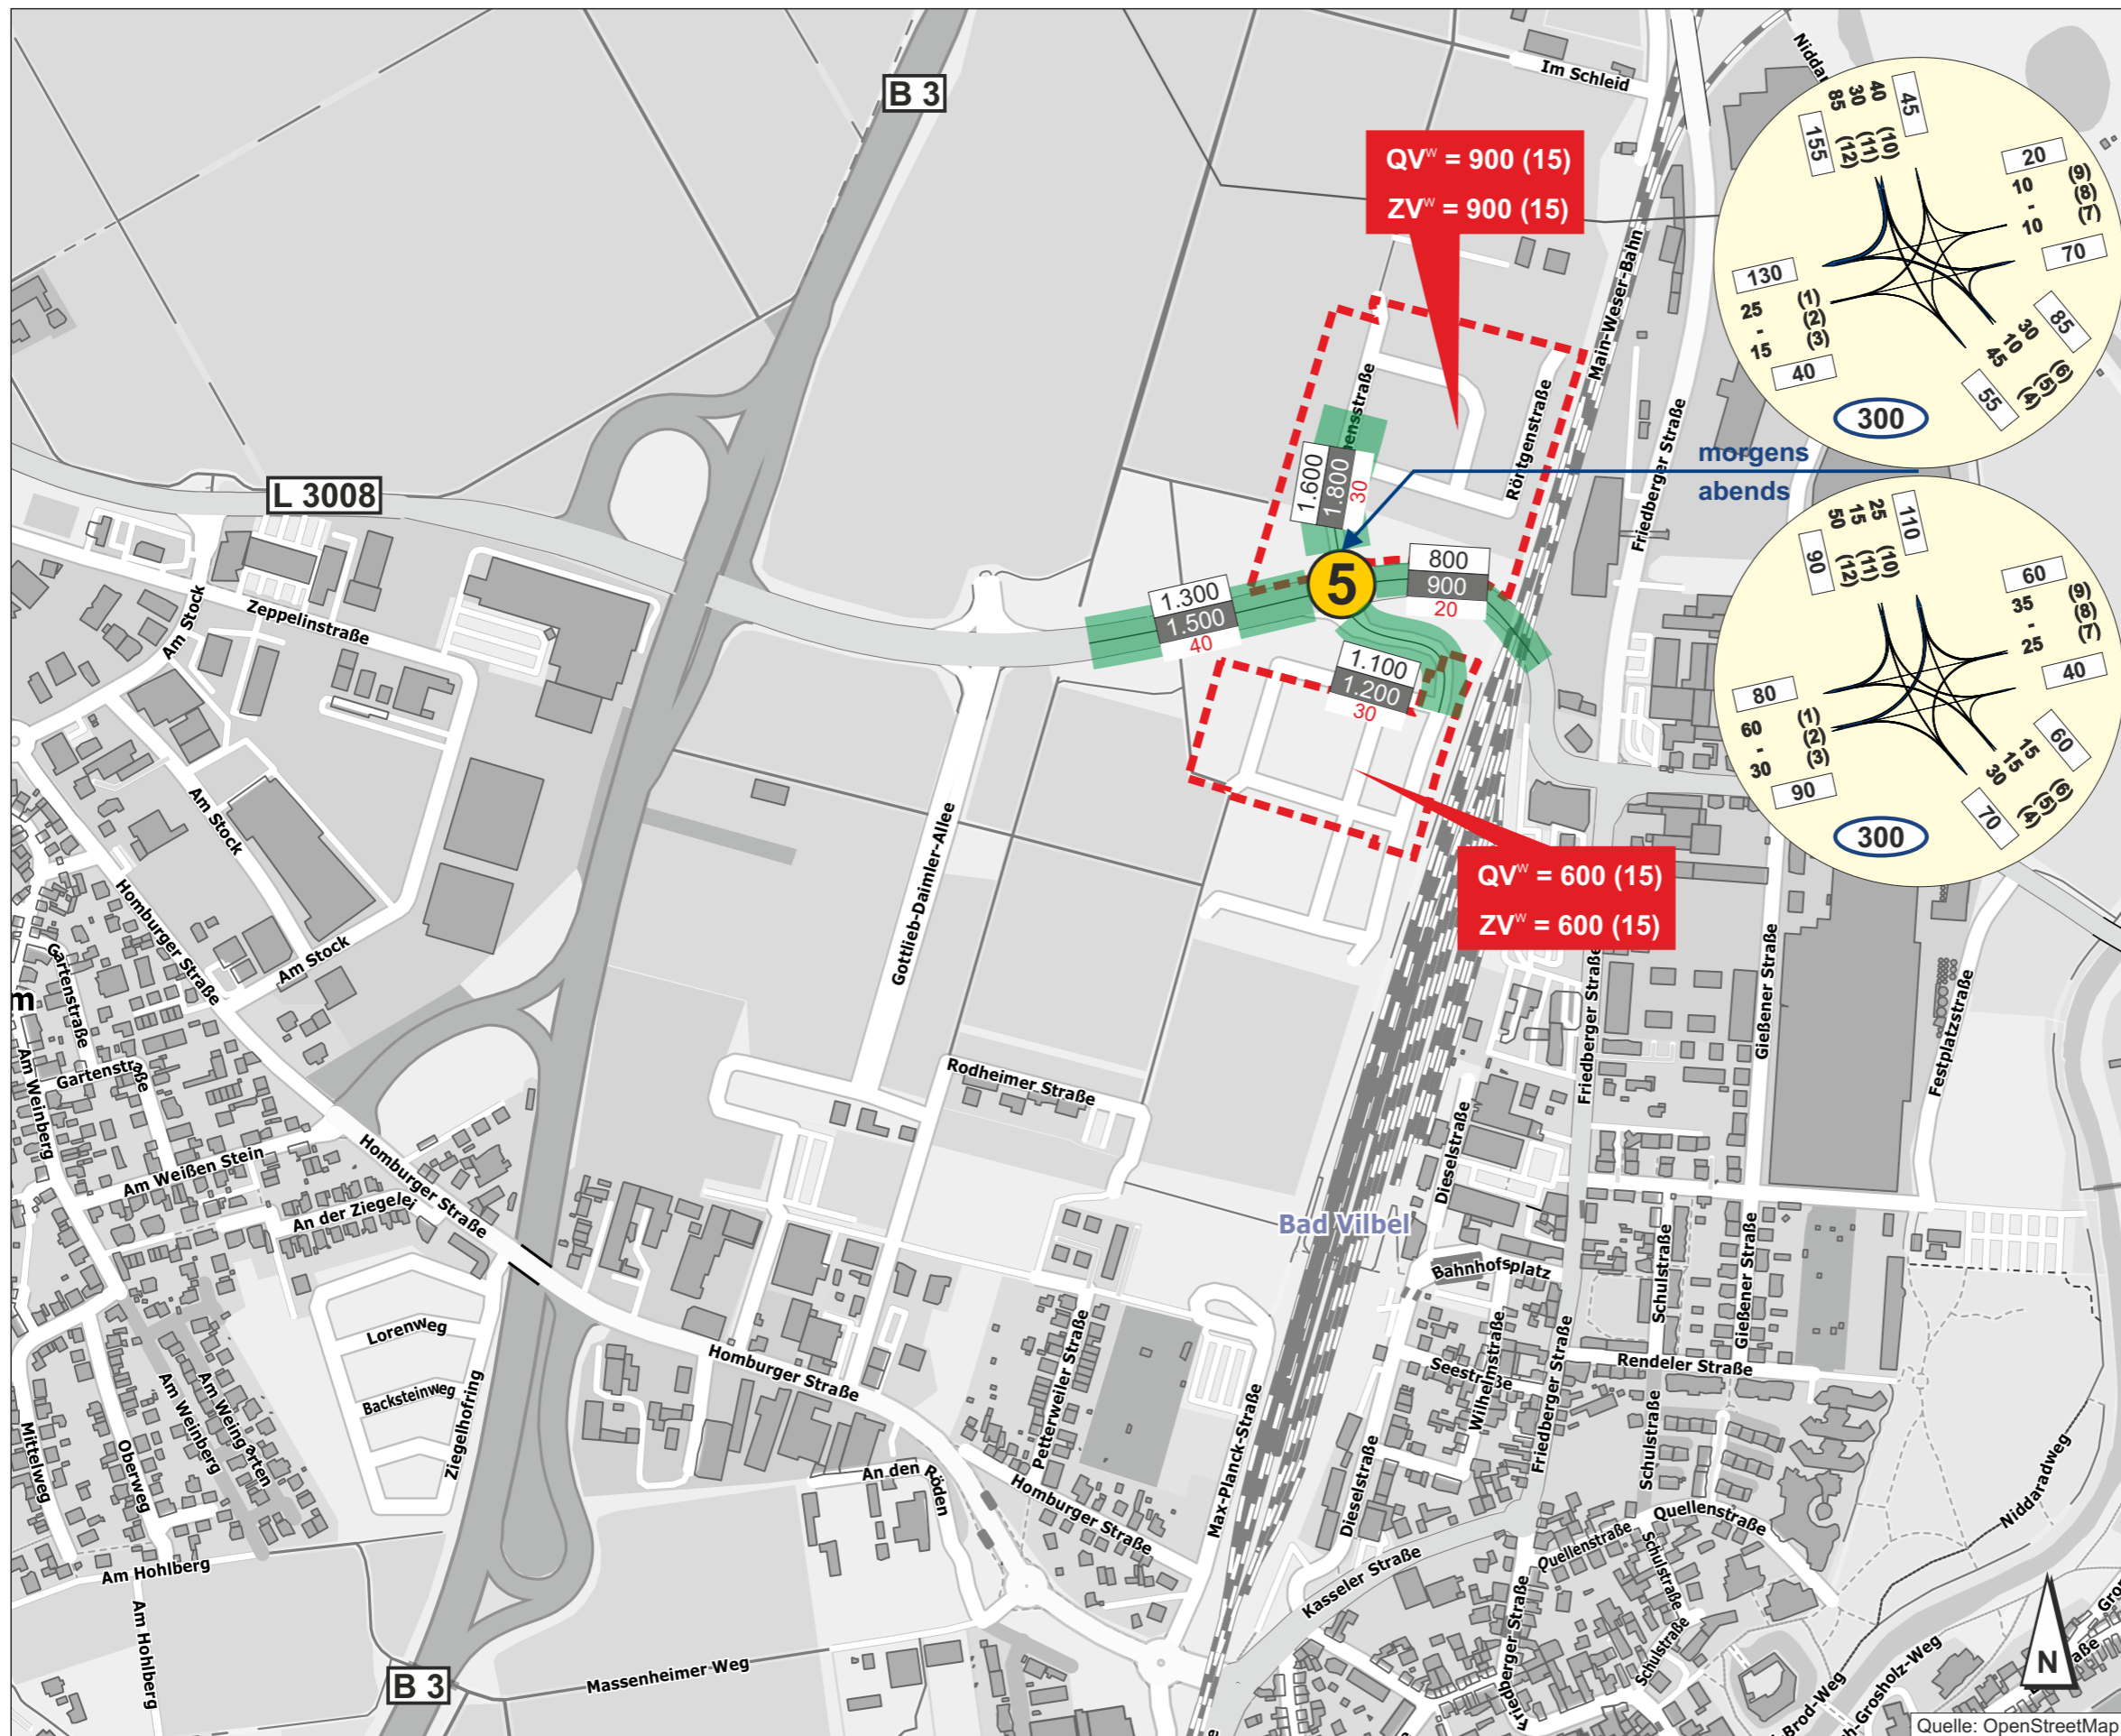 B 3
Im Schleid
QVʷ = 900 (15)
ZVʷ = 900 (15)
Main-Weser-Bahn
Röntgenstraße
Friedberger Straße
L 3008
Am Stock
Zeppelinstraße
1.600
1.800
30
morgens
abends
5
800
900
20
1.300
1.500
40
1.100
1.200
30
QVʷ = 600 (15)
ZVʷ = 600 (15)
155
85
30
40
45
(12)
(11)
(10)
20
10
-
10
(9)
(8)
(7)
70
130
25
-
15
(1)
(2)
(3)
40
85
30
10
45
(6)
(5)
(4)
55
300
90
50
15
25
110
(12)
(11)
(10)
60
35
-
25
(9)
(8)
(7)
40
80
60
-
30
(1)
(2)
(3)
90
60
15
15
30
(6)
(5)
(4)
70
300
Am Stock
Homburger Straße
Am Stock
Gartenstraße
Gartenstraße
Am Weinberg
Am Weißen Stein
An der Ziegelei
Homburger Straße
Gottlieb-Daimler-Allee
Rodheimer Straße
Friedberger Straße
Gießener Straße
Festplatzstraße
Dieselstraße
Bad Vilbel
Bahnhofsplatz
Schulstraße
Gießener Straße
Lorenweg
Backsteinweg
Ziegelhofring
Homburger Straße
Petterweiler Straße
Seestraße
Wilhelmstraße
Friedberger Straße
Rendeler Straße
Schulstraße
Mittelweg
Oberweg
Am Weinberg
Am Weingarten
An den Röden
Homburger Straße
Max-Planck-Straße
Dieselstraße
Quellenstraße
Quellenstraße
Schulstraße
Schulstraße
Niddaradweg
Am Hohlberg
Am Hohlberg
Kasseler Straße
Friedberger Straße
Massenheimer Weg
B 3
N
Quelle: OpenStreetMap